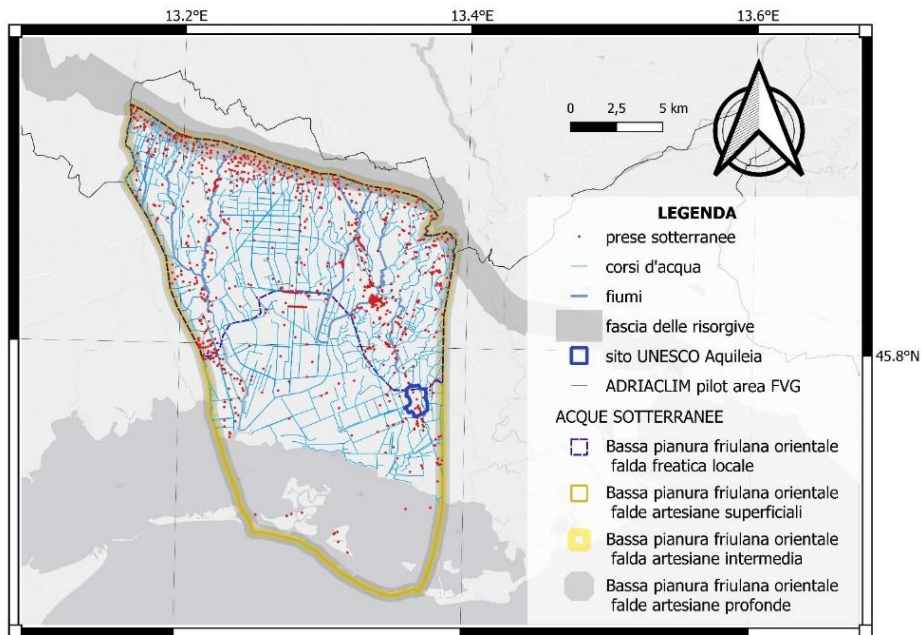 13.2°E 13.4°E 13.6°E
0 2,5 5 km
LEGENDA
prese sotterranee
corsi d'acqua
fiumi
fascia delle risorgive
sito UNESCO Aquileia
45.8°N
ADRIACLIM pilot area FVG
ACQUE SOTTERRANEE
Bassa pianura friulana orientale
falda freatica locale
Bassa pianura friulana orientale
falde artesiane superficiali
Bassa pianura friulana orientale
falda artesiane intermedia
Bassa pianura friulana orientale
falde artesiane profonde